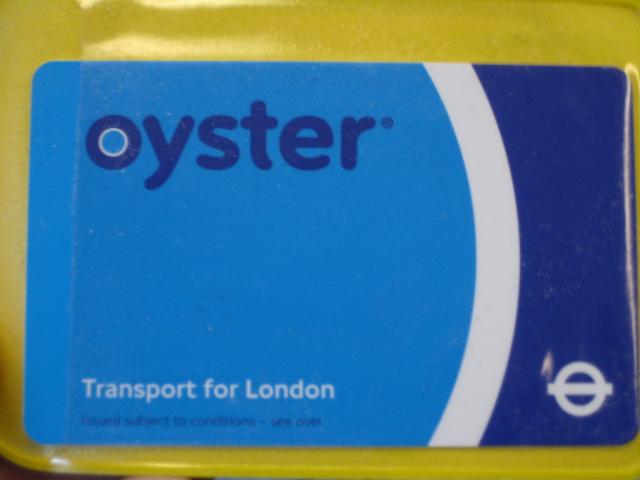 oyster®
Transport for London
Issued subject to conditions – see over.